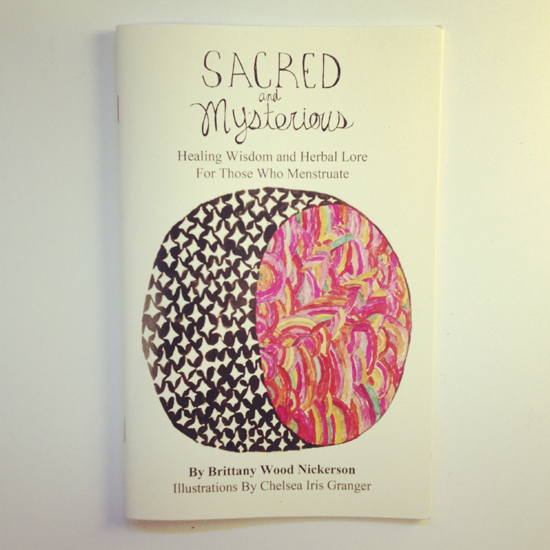 SACRED
and
Mysterious
Healing Wisdom and Herbal Lore
For Those Who Menstruate
By Brittany Wood Nickerson
Illustrations By Chelsea Iris Granger